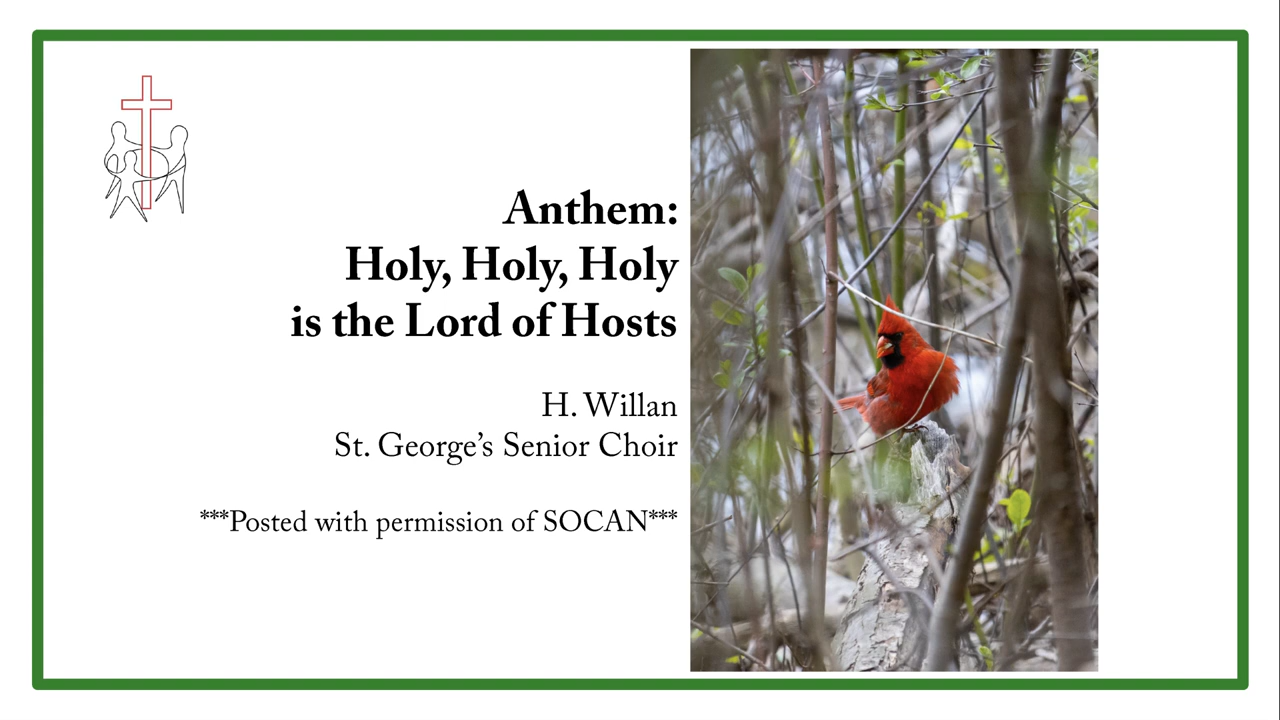 Anthem:
Holy, Holy, Holy
is the Lord of Hosts
H. Willan
St. George’s Senior Choir
***Posted with permission of SOCAN***